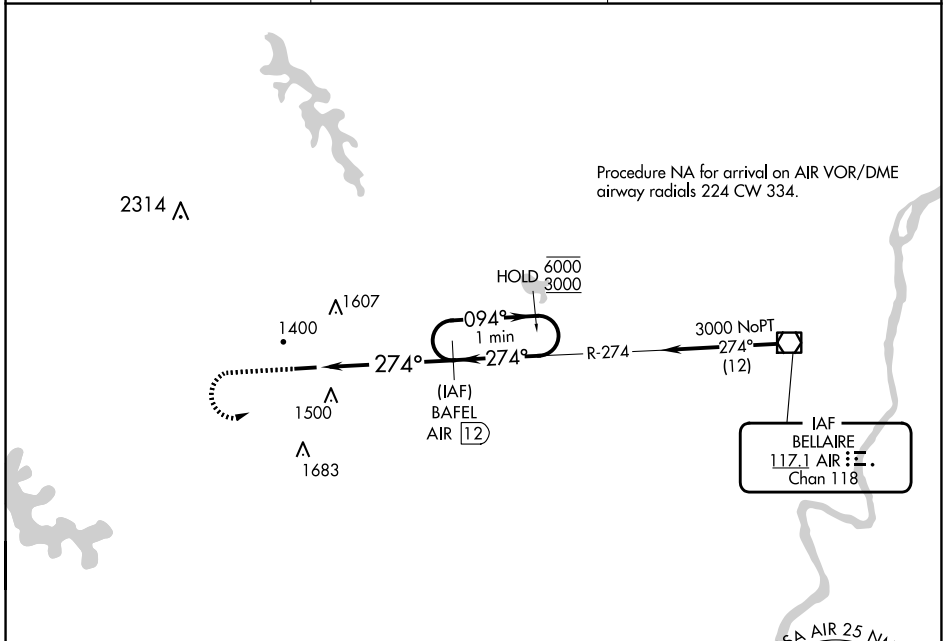 Procedure NA for arrival on AIR VOR/DME
airway radials 224 CW 334.
2314
HOLD 6000
3000
1607
094°
1400
1 min
3000 NoPT
274°
274°
R-274
274°
(12)
(IAF)
BAFEL
AIR 12
1500
1683
IAF
BELLAIRE
117.1 AIR
Chan 118
AIR 25